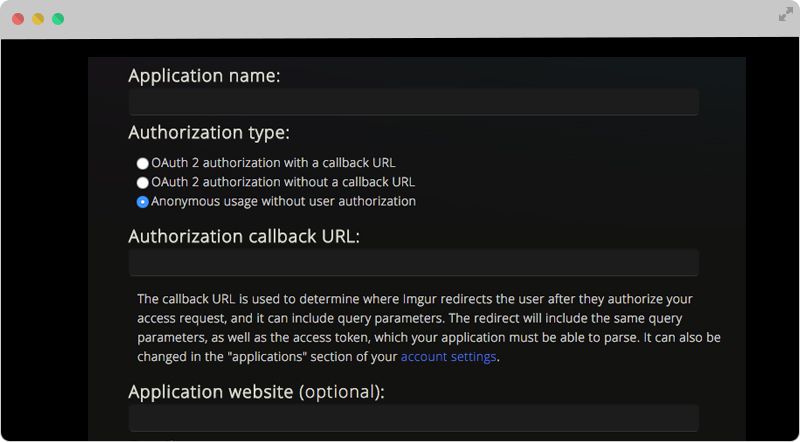 Application name:
Authorization type:
OAuth 2 authorization with a callback URL
OAuth 2 authorization without a callback URL
Anonymous usage without user authorization
Authorization callback URL:
The callback URL is used to determine where Imgur redirects the user after they authorize your
access request, and it can include query parameters. The redirect will include the same query
parameters, as well as the access token, which your application must be able to parse. It can also be
changed in the "applications" section of your account settings.
Application website (optional):